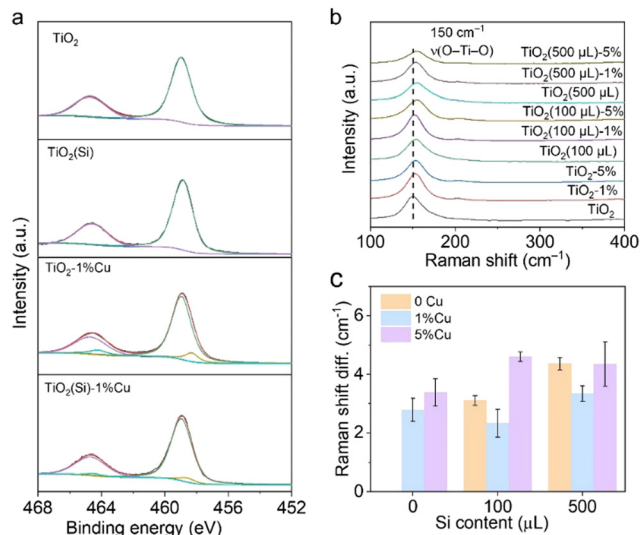 a
TiO2
TiO2(Si)
TiO2-1%Cu
TiO2(Si)-1%Cu
Intensity (a.u.)
468 464 460 456 452
Binding energy (eV)
b
150 cm−1
ν(O–Ti–O)
TiO2(500 μL)-5%
TiO2(500 μL)-1%
TiO2(500 μL)
TiO2(100 μL)-5%
TiO2(100 μL)-1%
TiO2(100 μL)
TiO2-5%
TiO2-1%
TiO2
Intensity (a.u.)
100 200 300 400
Raman shift (cm−1)
c
0 Cu
1%Cu
5%Cu
Raman shift diff. (cm−1)
6
4
2
0
0 100 500
Si content (μL)